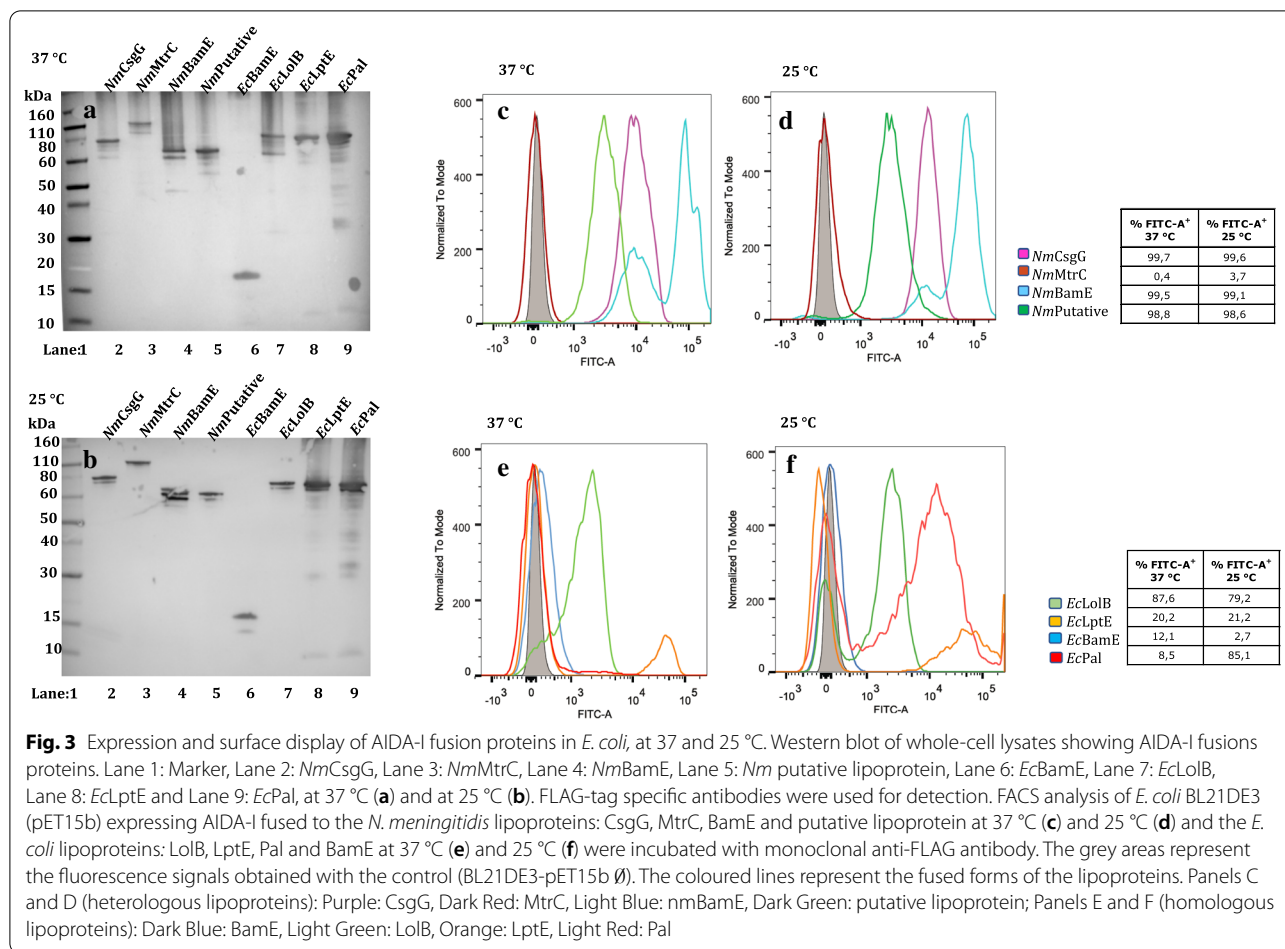 37 °C
NmCsgG NmMtrC NmBamE NmPutative EcBamE EcLolB EcLptE EcPal
kDa
a
160
110
80
60
50
40
30
20
15
10
Lane:1 2 3 4 5 6 7 8 9
37 °C
c
Normalized To Mode
600
400
200
0
-10³ 0 10³ 10⁴ 10⁵
FITC-A
25 °C
d
Normalized To Mode
600
400
200
0
-10³ 0 10³ 10⁴ 10⁵
FITC-A
NmCsgG
NmMtrC
NmBamE
NmPutative
% FITC-A⁺ 37 °C % FITC-A⁺ 25 °C
99,7 99,6
0,4 3,7
99,5 99,1
98,8 98,6
25 °C
NmCsgG NmMtrC NmBamE NmPutative EcBamE EcLolB EcLptE EcPal
kDa
b
160
110
80
60
50
40
30
15
10
Lane:1 2 3 4 5 6 7 8 9
37 °C
e
Normalized To Mode
600
400
200
0
-10³ 0 10³ 10⁴ 10⁵
FITC-A
25 °C
f
Normalized To Mode
600
400
200
0
-10³ 0 10³ 10⁴ 10⁵
FITC-A
EcLolB
EcLptE
EcBamE
EcPal
% FITC-A⁺ 37 °C % FITC-A⁺ 25 °C
87,6 79,2
20,2 21,2
12,1 2,7
8,5 85,1
Fig. 3 Expression and surface display of AIDA-I fusion proteins in E. coli, at 37 and 25 °C. Western blot of whole-cell lysates showing AIDA-I fusions
proteins. Lane 1: Marker, Lane 2: NmCsgG, Lane 3: NmMtrC, Lane 4: NmBamE, Lane 5: Nm putative lipoprotein, Lane 6: EcBamE, Lane 7: EcLolB,
Lane 8: EcLptE and Lane 9: EcPal, at 37 °C (a) and at 25 °C (b). FLAG-tag specific antibodies were used for detection. FACS analysis of E. coli BL21DE3
(pET15b) expressing AIDA-I fused to the N. meningitidis lipoproteins: CsgG, MtrC, BamE and putative lipoprotein at 37 °C (c) and 25 °C (d) and the E.
coli lipoproteins: LolB, LptE, Pal and BamE at 37 °C (e) and 25 °C (f) were incubated with monoclonal anti-FLAG antibody. The grey areas represent
the fluorescence signals obtained with the control (BL21DE3-pET15b Ø). The coloured lines represent the fused forms of the lipoproteins. Panels C
and D (heterologous lipoproteins): Purple: CsgG, Dark Red: MtrC, Light Blue: nmBamE, Dark Green: putative lipoprotein; Panels E and F (homologous
lipoproteins): Dark Blue: BamE, Light Green: LolB, Orange: LptE, Light Red: Pal